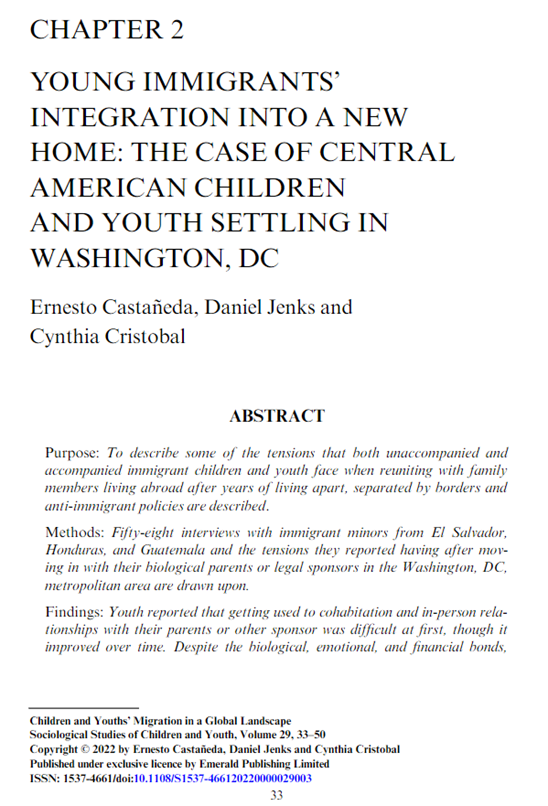 CHAPTER 2
YOUNG IMMIGRANTS’
INTEGRATION INTO A NEW
HOME: THE CASE OF CENTRAL
AMERICAN CHILDREN
AND YOUTH SETTLING IN
WASHINGTON, DC
Ernesto Castañeda, Daniel Jenks and
Cynthia Cristobal
ABSTRACT
Purpose: To describe some of the tensions that both unaccompanied and
accompanied immigrant children and youth face when reuniting with family
members living abroad after years of living apart, separated by borders and
anti-immigrant policies are described.
Methods: Fifty-eight interviews with immigrant minors from El Salvador,
Honduras, and Guatemala and the tensions they reported having after mov-
ing in with their biological parents or legal sponsors in the Washington, DC,
metropolitan area are drawn upon.
Findings: Youth reported that getting used to cohabitation and in-person rela-
tionships with their parents or other sponsor was difficult at first, though it
improved over time. Despite the biological, emotional, and financial bonds,
Children and Youths’ Migration in a Global Landscape
Sociological Studies of Children and Youth, Volume 29, 33–50
Copyright © 2022 by Ernesto Castañeda, Daniel Jenks and Cynthia Cristobal
Published under exclusive licence by Emerald Publishing Limited
ISSN: 1537-4661/doi:10.1108/S1537-466120220000029003
33